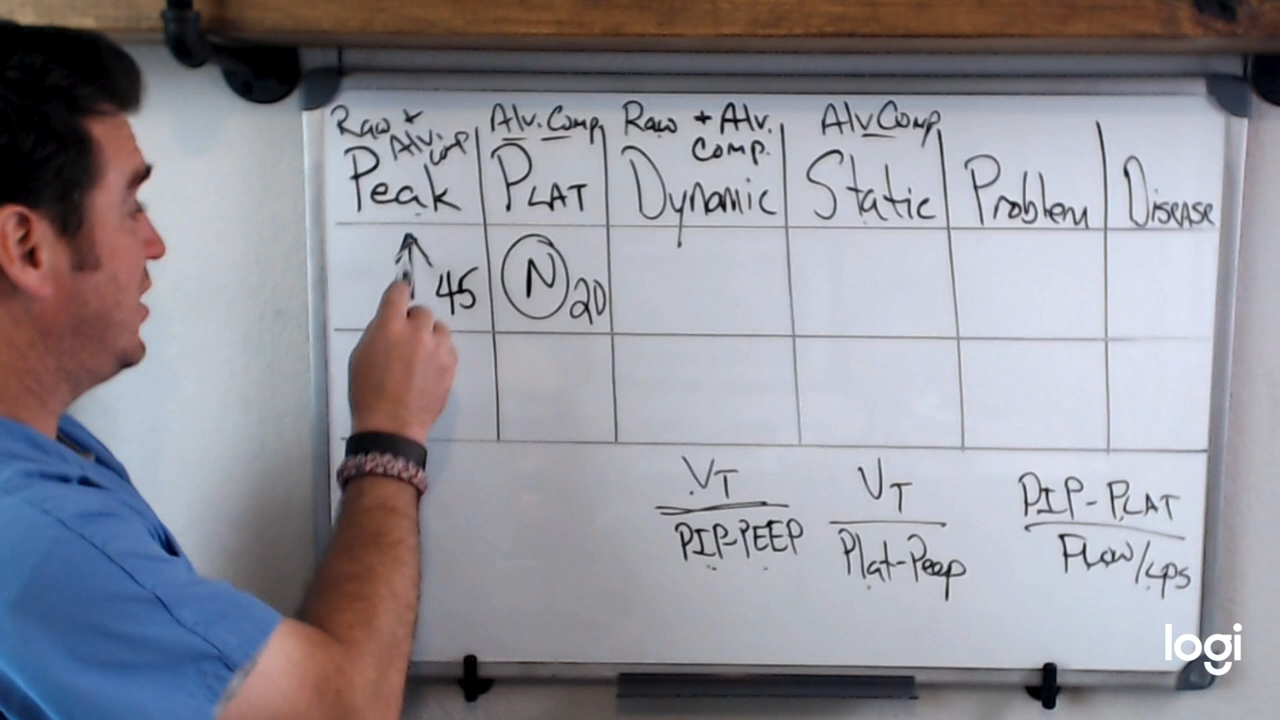 Raw + Alv. Comp
Alv. Comp
Raw + Alv. Comp.
Alv Comp
Peak
PLAT
Dynamic
Static
Problem
Disease
↑ 45
N 20
VT
PIP-PEEP
VT
Plat-Peep
PIP-PLAT
Flow/LPS
logi